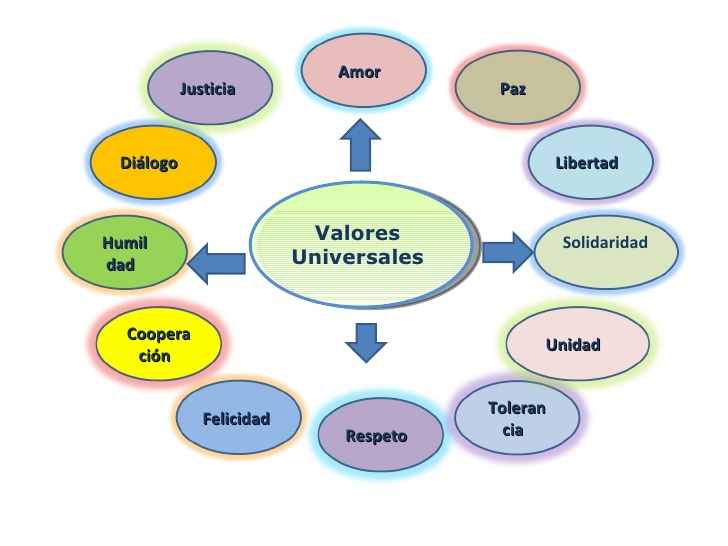 Amor
Justicia
Paz
Diálogo
Libertad
Valores
Universales
Humil
dad
Solidaridad
Coopera
ción
Unidad
Felicidad
Respeto
Toleran
cia